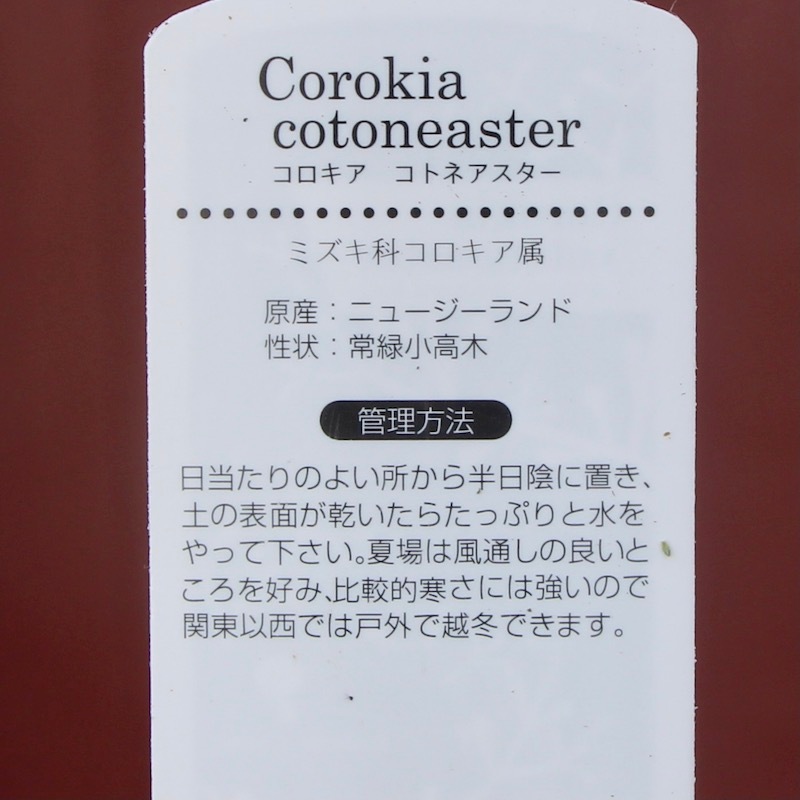 Corokia
cotoneaster
コロキア　コトネアスター
ミズキ科コロキア属
原産：ニュージーランド
性状：常緑小高木
管理方法
日当たりのよい所から半日陰に置き、
土の表面が乾いたらたっぷりと水を
やって下さい。夏場は風通しの良いと
ころを好み、比較的寒さには強いので
関東以西では戸外で越冬できます。